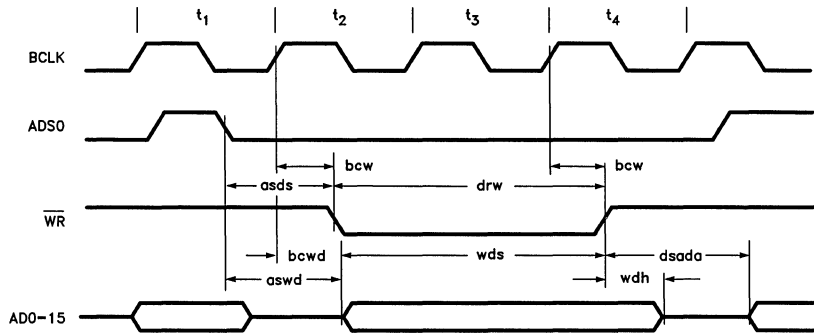 t1 t2 t3 t4
BCLK
ADS0
bcw bcw
asds drw
WR
bcwd wds dsada
aswd wdh
AD0-15